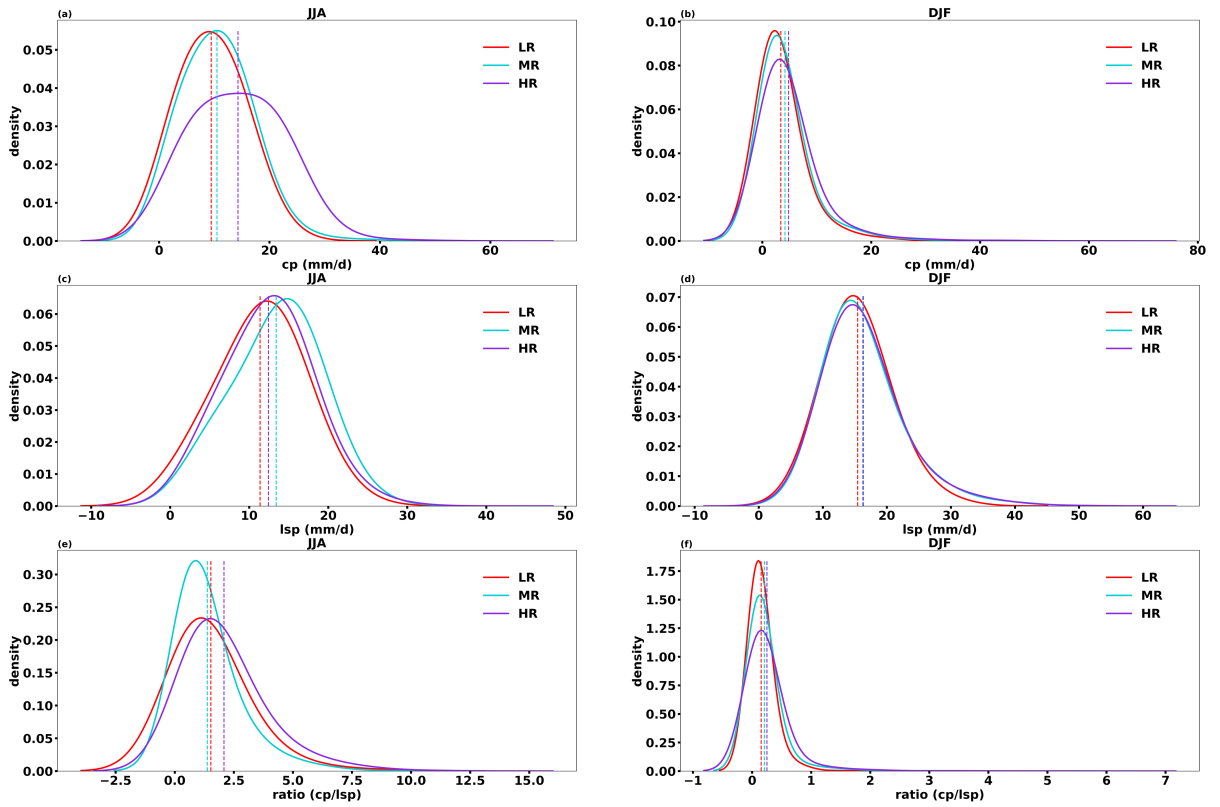 (a) JJA
LR
MR
HR
density
0.05
0.04
0.03
0.02
0.01
0.00
0 20 40 60
cp (mm/d)
(b) DJF
LR
MR
HR
density
0.10
0.08
0.06
0.04
0.02
0.00
0 20 40 60 80
cp (mm/d)
(c) JJA
LR
MR
HR
density
0.06
0.05
0.04
0.03
0.02
0.01
0.00
−10 0 10 20 30 40 50
lsp (mm/d)
(d) DJF
LR
MR
HR
density
0.07
0.06
0.05
0.04
0.03
0.02
0.01
0.00
−10 0 10 20 30 40 50 60
lsp (mm/d)
(e) JJA
LR
MR
HR
density
0.30
0.25
0.20
0.15
0.10
0.05
0.00
−2.5 0.0 2.5 5.0 7.5 10.0 12.5 15.0
ratio (cp/lsp)
(f) DJF
LR
MR
HR
density
1.75
1.50
1.25
1.00
0.75
0.50
0.25
0.00
−1 0 1 2 3 4 5 6 7
ratio (cp/lsp)